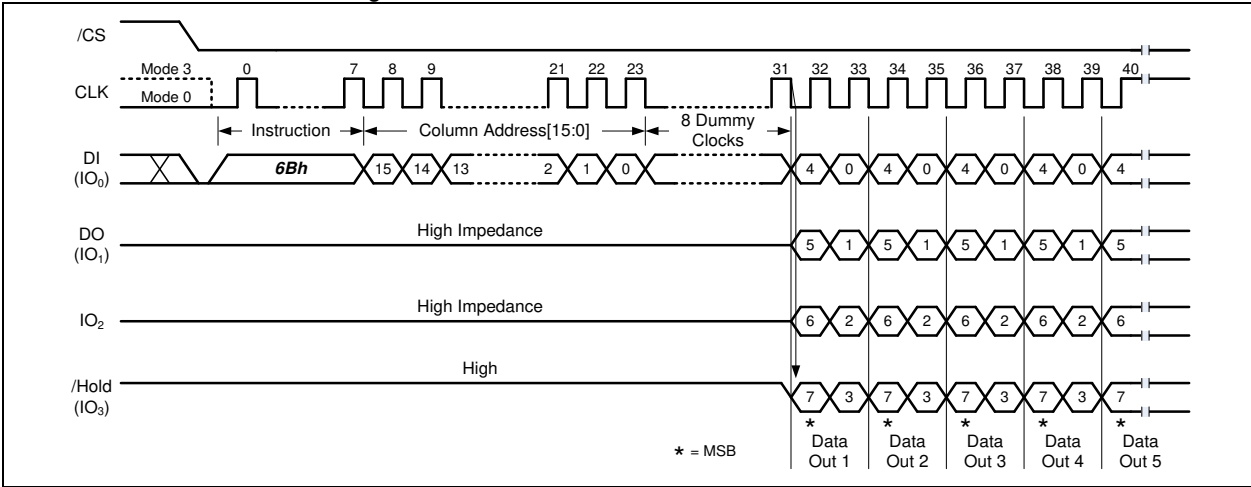 /CS
Mode 3 0 7 8 9 21 22 23 31 32 33 34 35 36 37 38 39 40
CLK
Mode 0
Instruction Column Address[15:0] 8 Dummy Clocks
DI (IO₀) 6Bh 15 14 13 2 1 0 4 0 4 0 4 0 4 0 4
DO (IO₁) High Impedance 5 1 5 1 5 1 5 1 5
IO₂ High Impedance 6 2 6 2 6 2 6 2 6
/Hold (IO₃) High 7 3 7 3 7 3 7 3 7
* * * * *
* = MSB
Data Out 1 Data Out 2 Data Out 3 Data Out 4 Data Out 5